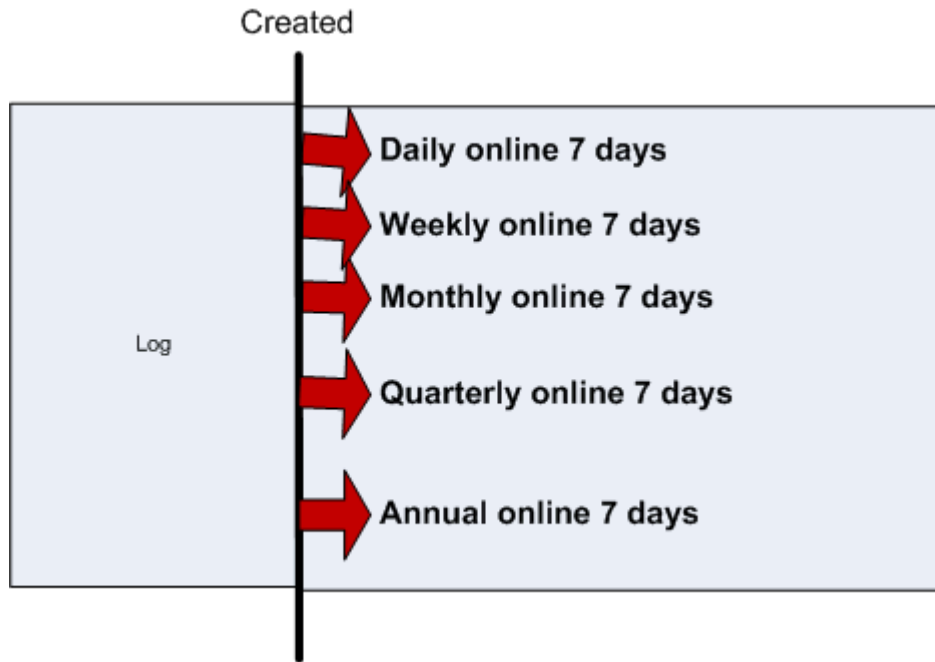 Created
Daily online 7 days
Weekly online 7 days
Monthly online 7 days
Log
Quarterly online 7 days
Annual online 7 days